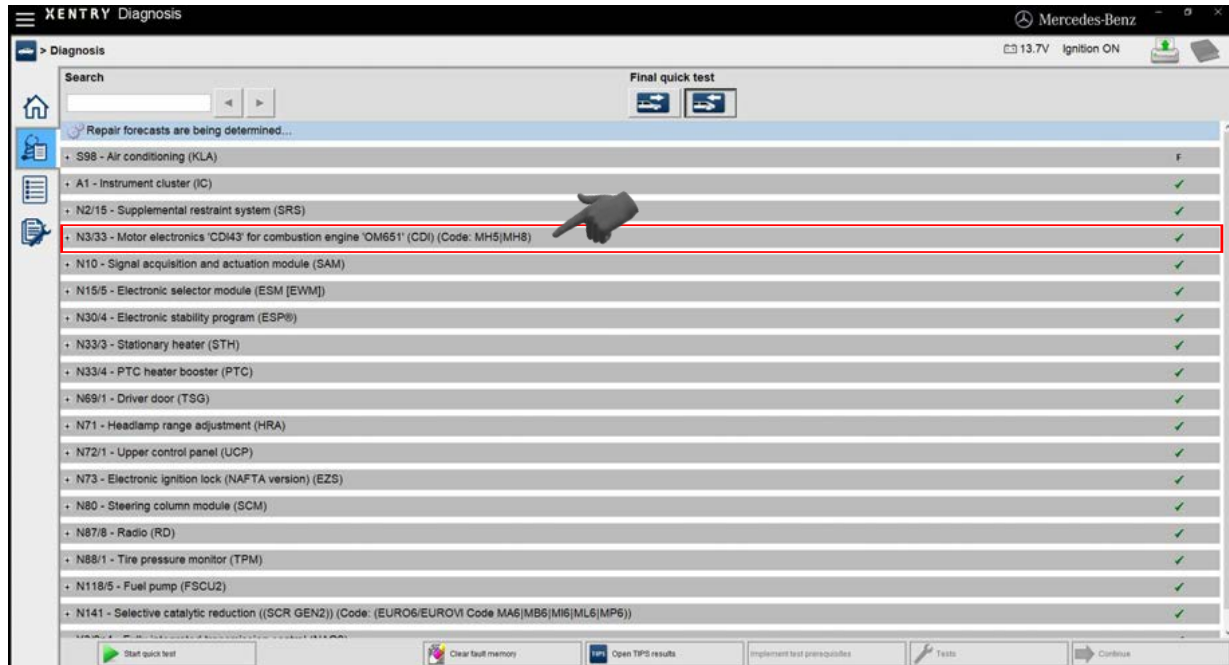 XENTRY Diagnosis
Mercedes-Benz
> Diagnosis
13.7V Ignition ON
Search
Final quick test
Repair forecasts are being determined...
+ S98 - Air conditioning (KLA) F
+ A1 - Instrument cluster (IC) ✓
+ N2/15 - Supplemental restraint system (SRS) ✓
+ N3/33 - Motor electronics 'CDI43' for combustion engine 'OM651' (CDI) (Code: MH5|MH8) ✓
+ N10 - Signal acquisition and actuation module (SAM) ✓
+ N15/5 - Electronic selector module (ESM [EWM]) ✓
+ N30/4 - Electronic stability program (ESP®) ✓
+ N33/3 - Stationary heater (STH) ✓
+ N33/4 - PTC heater booster (PTC) ✓
+ N69/1 - Driver door (TSG) ✓
+ N71 - Headlamp range adjustment (HRA) ✓
+ N72/1 - Upper control panel (UCP) ✓
+ N73 - Electronic ignition lock (NAFTA version) (EZS) ✓
+ N80 - Steering column module (SCM) ✓
+ N87/8 - Radio (RD) ✓
+ N88/1 - Tire pressure monitor (TPM) ✓
+ N118/5 - Fuel pump (FSCU2) ✓
+ N141 - Selective catalytic reduction ((SCR GEN2)) (Code: (EURO6/EUROVI Code MA6|MB6|MI6|ML6|MP6)) ✓
Start quick test
Clear fault memory
TIPS Open TIPS results
Implement test prerequisites
Tests
Continue